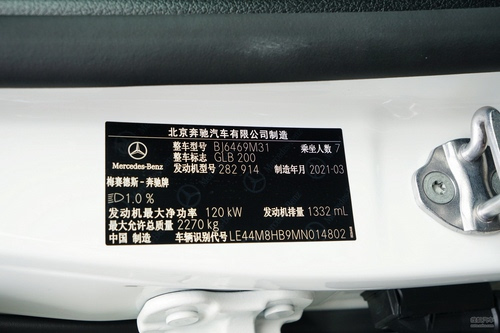 北京奔驰汽车有限公司制造
整车型号 BJ6469M31 乘坐人数 7
整车标志 GLB 200
发动机型号 282 914 制造年月 2021-03
Mercedes-Benz
梅赛德斯-奔驰牌
1.0 %
发动机最大净功率 120 kW 发动机排量 1332 mL
最大允许总质量 2270 kg
中国 制造 车辆识别代号 LE44M8HB9MN014802